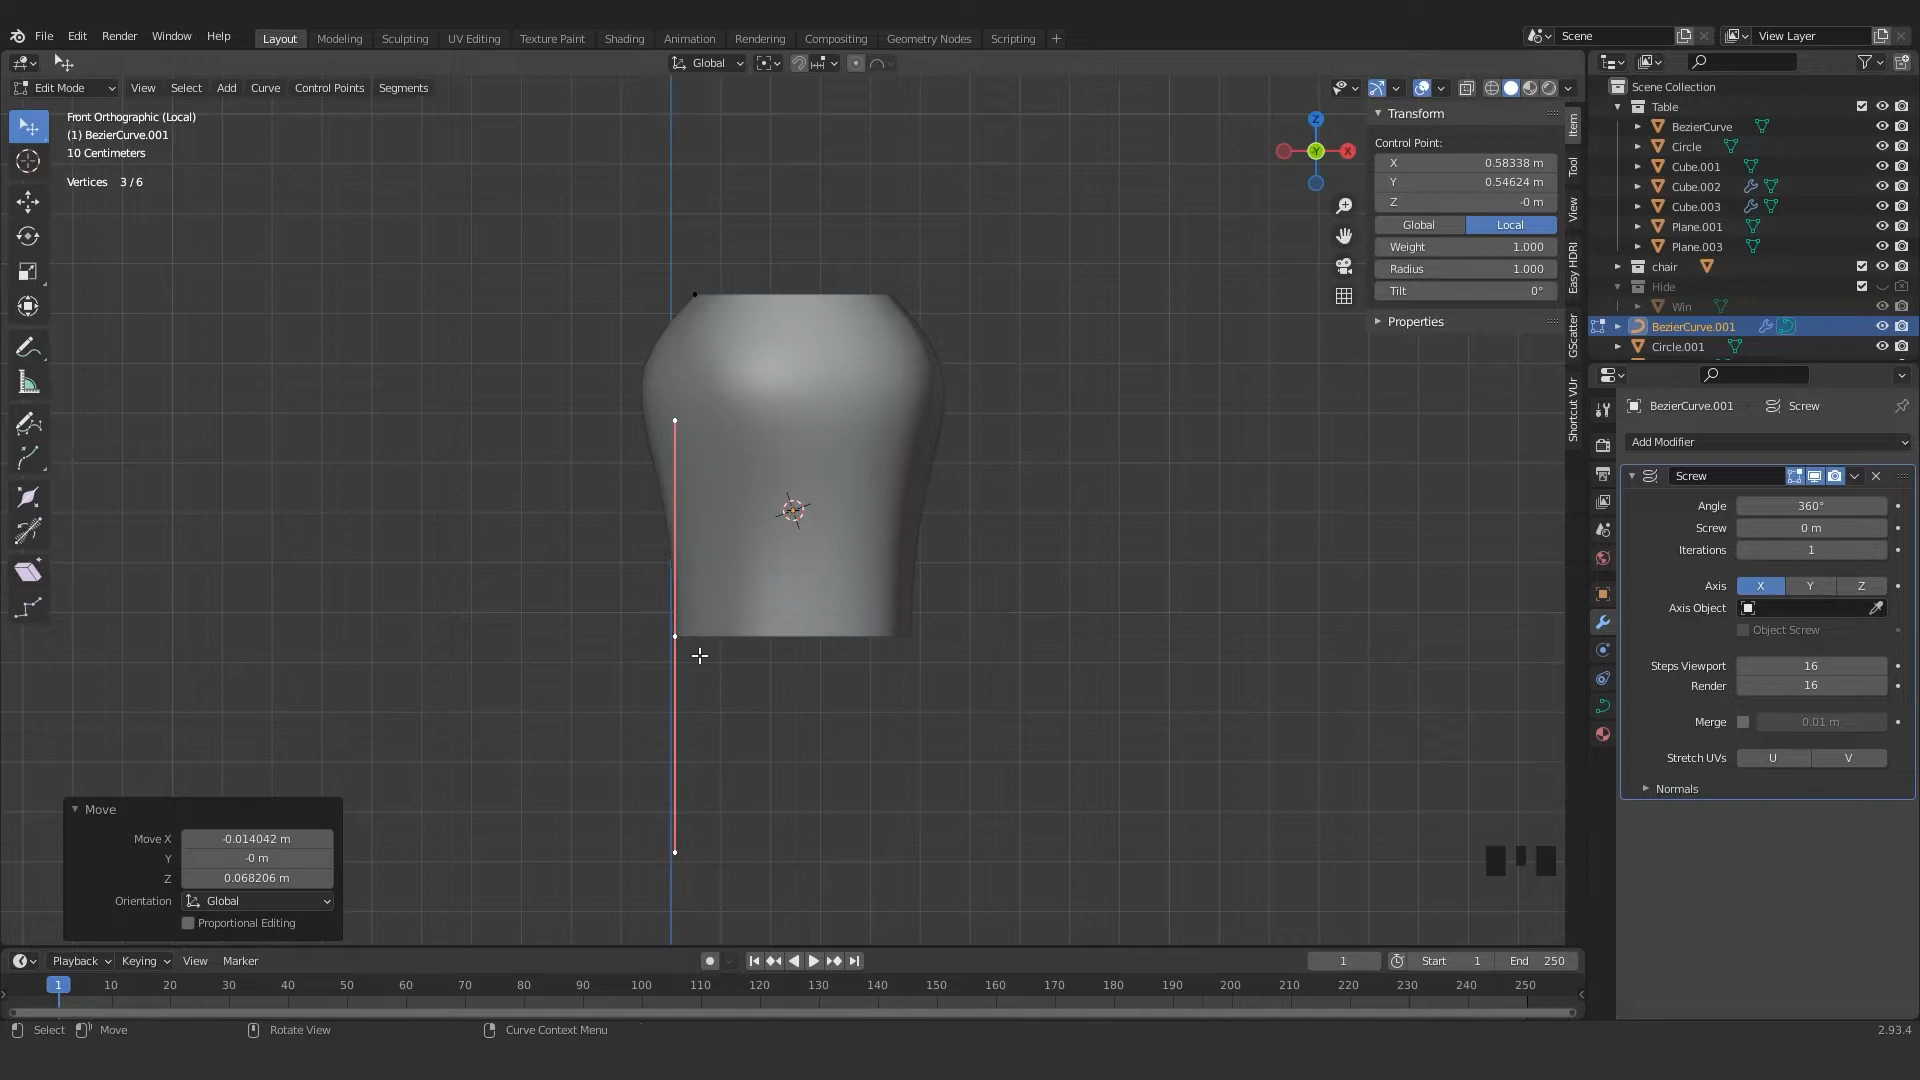 File Edit Render Window Help Layout Modeling Sculpting UV Editing Texture Paint Shading Animation Rendering Compositing Geometry Nodes Scripting + Scene View Layer
Global
Edit Mode View Select Add Curve Control Points Segments
Front Orthographic (Local)
(1) BezierCurve.001
10 Centimeters
Vertices 3 / 6
Z
Y
X
Transform
Control Point:
X 0.58338 m
Y 0.54624 m
Z -0 m
Global Local
Weight 1.000
Radius 1.000
Tilt 0°
Properties
Item
Tool
View
Easy HDRI
GScatter
Shortcut VUr
Scene Collection
Table
BezierCurve
Circle
Cube.001
Cube.002
Cube.003
Plane.001
Plane.003
chair
Hide
Win
BezierCurve.001
Circle.001
BezierCurve.001 Screw
Add Modifier
Screw
Angle 360°
Screw 0 m
Iterations 1
Axis X Y Z
Axis Object
Object Screw
Steps Viewport 16
Render 16
Merge 0.01 m
Stretch UVs U V
Normals
Move
Move X -0.014042 m
Y -0 m
Z 0.068206 m
Orientation Global
Proportional Editing
Playback Keying View Marker 1 Start 1 End 250
1 10 20 30 40 50 60 70 80 90 100 110 120 130 140 150 160 170 180 190 200 210 220 230 240 250
Select Move Rotate View Curve Context Menu 2.93.4